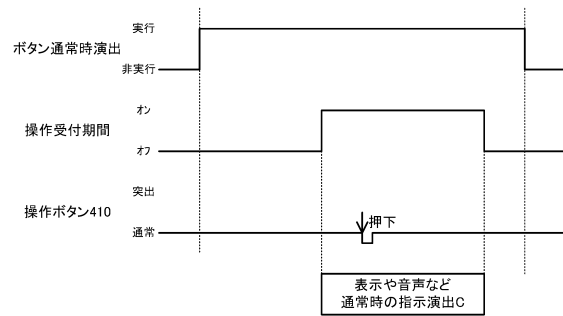 実行
ボタン通常時演出
非実行
オン
操作受付期間
オフ
突出
操作ボタン410
通常
押下
表示や音声など
通常時の指示演出C